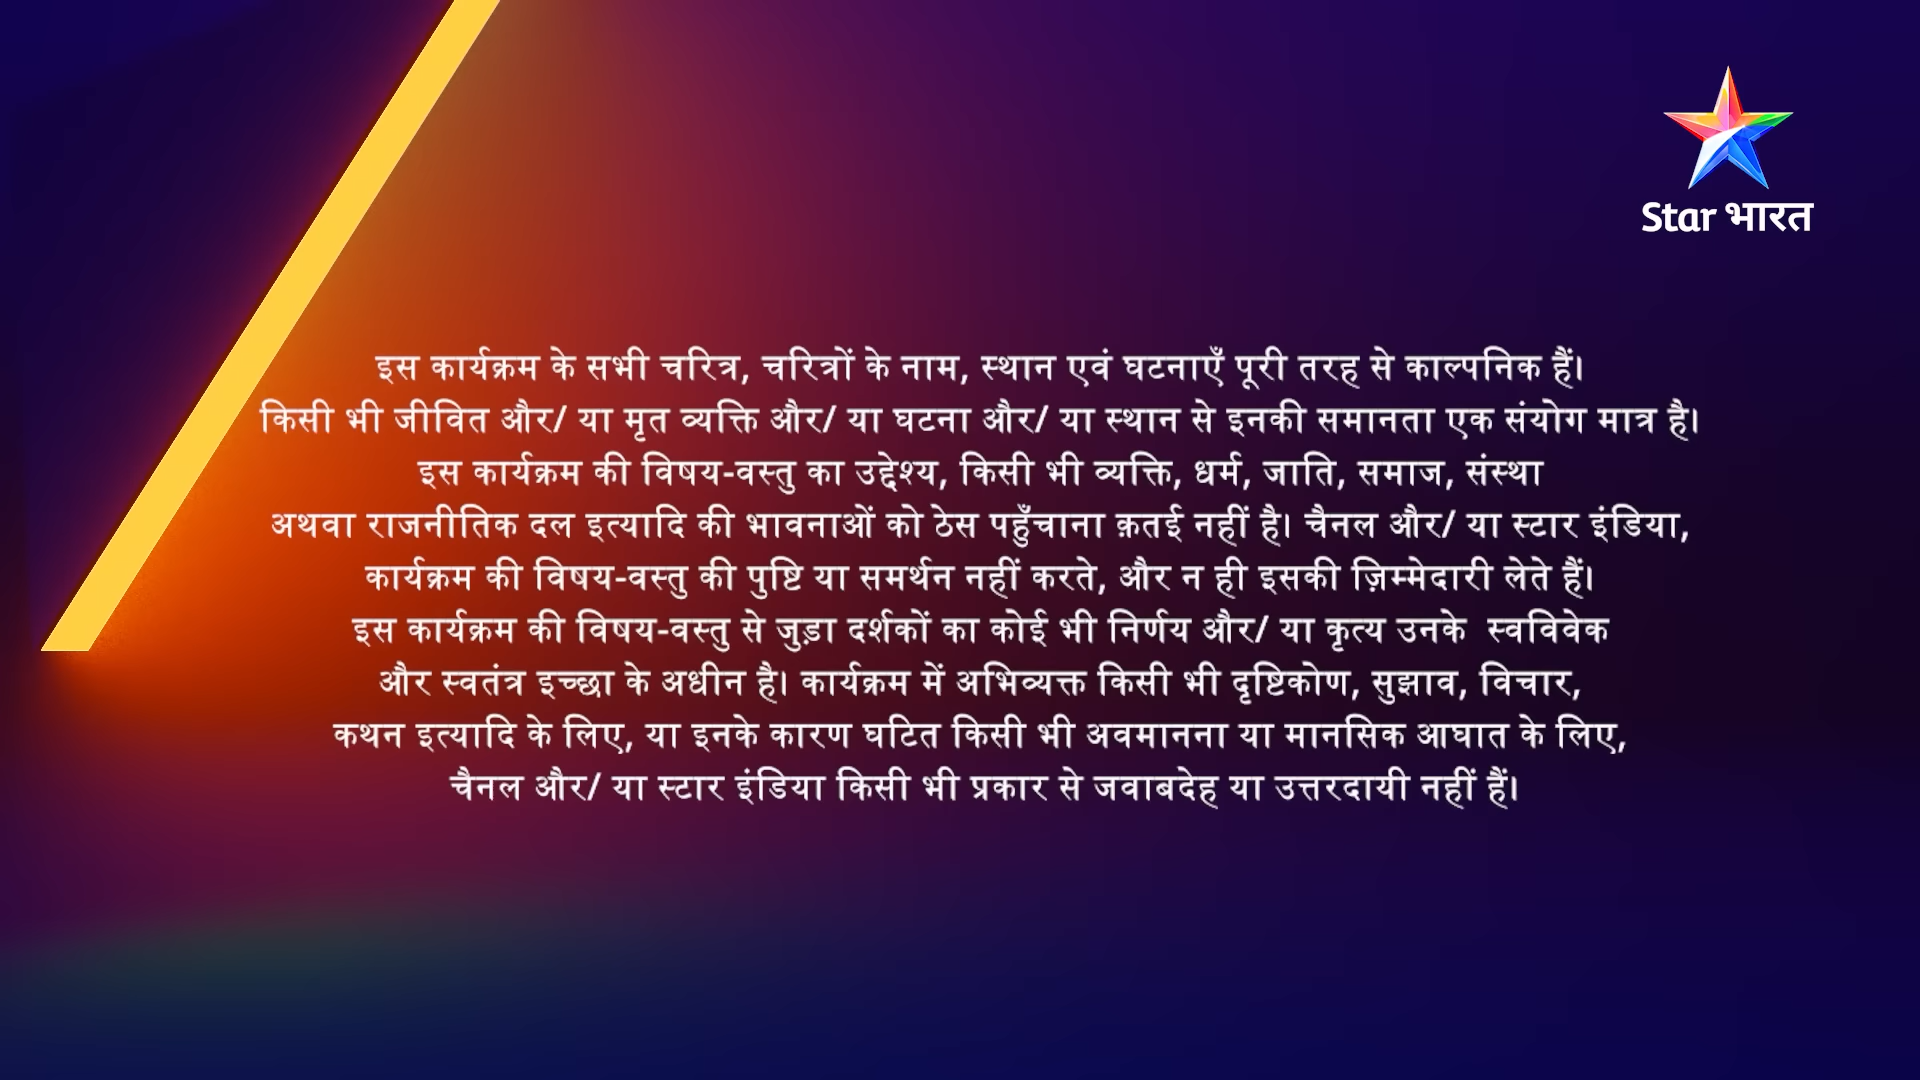 Star भारत
इस कार्यक्रम के सभी चरित्र, चरित्रों के नाम, स्थान एवं घटनाएँ पूरी तरह से काल्पनिक हैं।
किसी भी जीवित और/ या मृत व्यक्ति और/ या घटना और/ या स्थान से इनकी समानता एक संयोग मात्र है।
इस कार्यक्रम की विषय-वस्तु का उद्देश्य, किसी भी व्यक्ति, धर्म, जाति, समाज, संस्था
अथवा राजनीतिक दल इत्यादि की भावनाओं को ठेस पहुँचाना क़तई नहीं है। चैनल और/ या स्टार इंडिया,
कार्यक्रम की विषय-वस्तु की पुष्टि या समर्थन नहीं करते, और न ही इसकी ज़िम्मेदारी लेते हैं।
इस कार्यक्रम की विषय-वस्तु से जुड़ा दर्शकों का कोई भी निर्णय और/ या कृत्य उनके स्वविवेक
और स्वतंत्र इच्छा के अधीन है। कार्यक्रम में अभिव्यक्त किसी भी दृष्टिकोण, सुझाव, विचार,
कथन इत्यादि के लिए, या इनके कारण घटित किसी भी अवमानना या मानसिक आघात के लिए,
चैनल और/ या स्टार इंडिया किसी भी प्रकार से जवाबदेह या उत्तरदायी नहीं हैं।